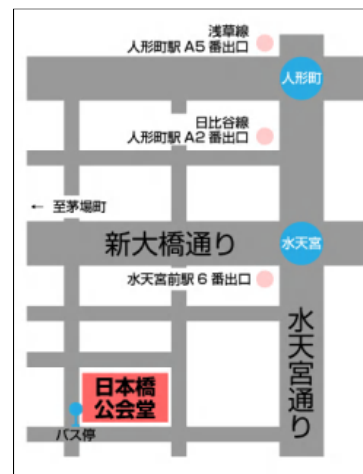 浅草線
人形町駅 A5 番出口
人形町
日比谷線
人形町駅 A2 番出口
← 至茅場町
新大橋通り
水天宮
水天宮前駅 6 番出口
水天宮通り
日本橋
公会堂
バス停